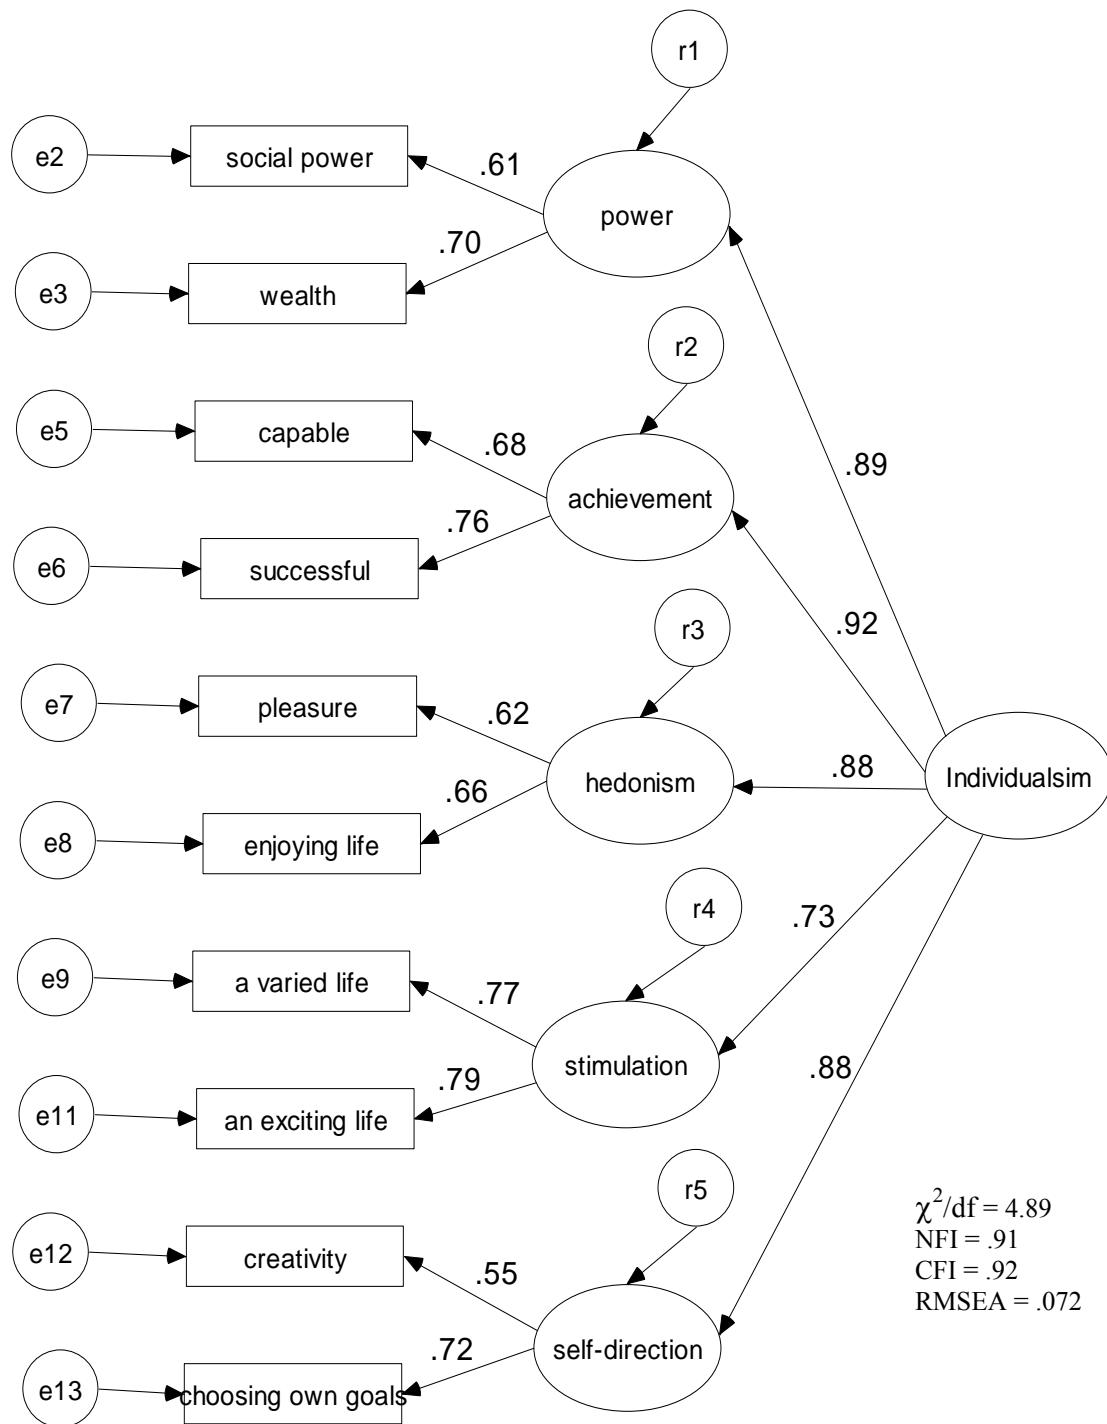 r1
e2
social power
.61
power
.70
e3
wealth
r2
e5
capable
.68
.89
achievement
.76
e6
successful
.92
r3
e7
pleasure
.62
hedonism
.88
Individualsim
.66
e8
enjoying life
r4
.73
e9
a varied life
.77
stimulation
.88
.79
e11
an exciting life
r5
χ²/df = 4.89
NFI = .91
CFI = .92
RMSEA = .072
e12
creativity
.55
self-direction
.72
e13
choosing own goals